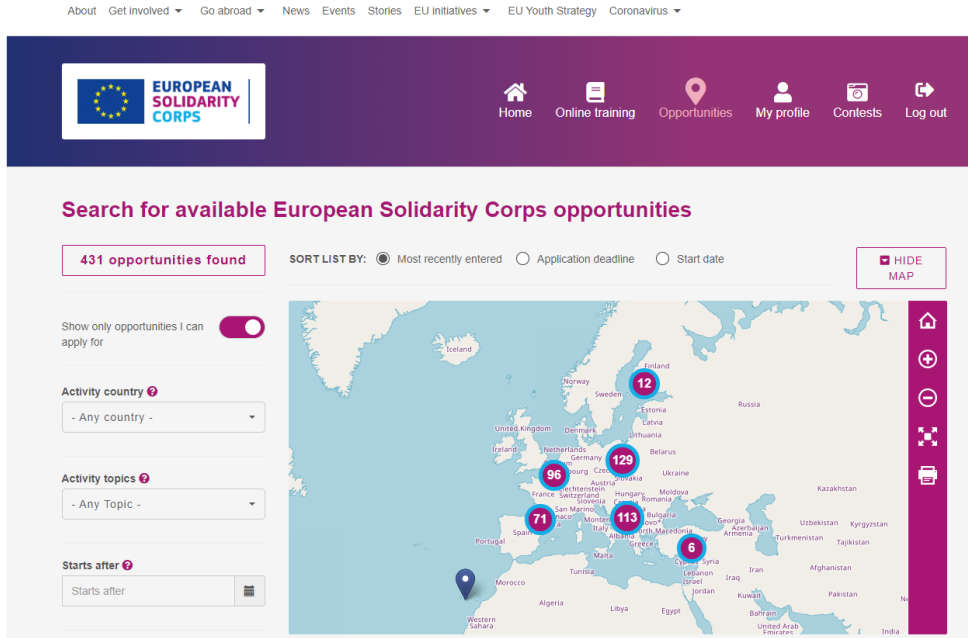 About Get involved Go abroad News Events Stories EU initiatives EU Youth Strategy Coronavirus
EUROPEAN
SOLIDARITY
CORPS
Home Online training Opportunities My profile Contests Log out
Search for available European Solidarity Corps opportunities
431 opportunities found
SORT LIST BY: Most recently entered Application deadline Start date
HIDE
MAP
Show only opportunities I can
apply for
Activity country ?
- Any country -
Activity topics ?
- Any Topic -
Starts after ?
Starts after
Iceland
Finland
Norway
12
Sweden
Russia
Estonia
Latvia
United Kingdom
Denmark
Lithuania
Ireland
Netherlands
Belarus
Germany
129
96
Ukraine
Austria
Kazakhstan
France
Switzerland
Hungary
Moldova
Slovenia
Romania
San Marino
71
113
Bulgaria
Georgia
Uzbekistan
Kyrgyzstan
Spain
Italy
Azerbaijan
Armenia
Portugal
Albania
Greece
6
Turkmenistan
Tajikistan
Malta
Syria
Tunisia
Lebanon
Iran
Afghanistan
Morocco
Israel
Iraq
Jordan
Algeria
Libya
Egypt
Kuwait
Pakistan
Western
Sahara
Bahrain
United Arab
Emirates
India